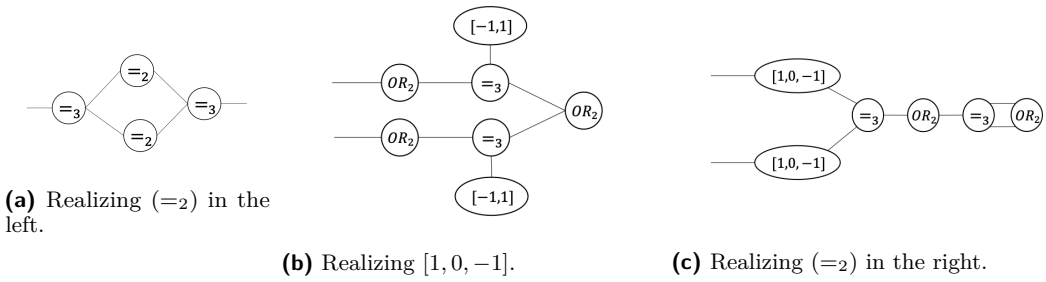 =₃
=₂
=₂
=₃
(a) Realizing (=₂) in the
left.
[-1,1]
OR₂
=₃
OR₂
OR₂
=₃
[-1,1]
(b) Realizing [1, 0, −1].
[1,0,−1]
=₃
OR₂
=₃
OR₂
[1,0,−1]
(c) Realizing (=₂) in the right.